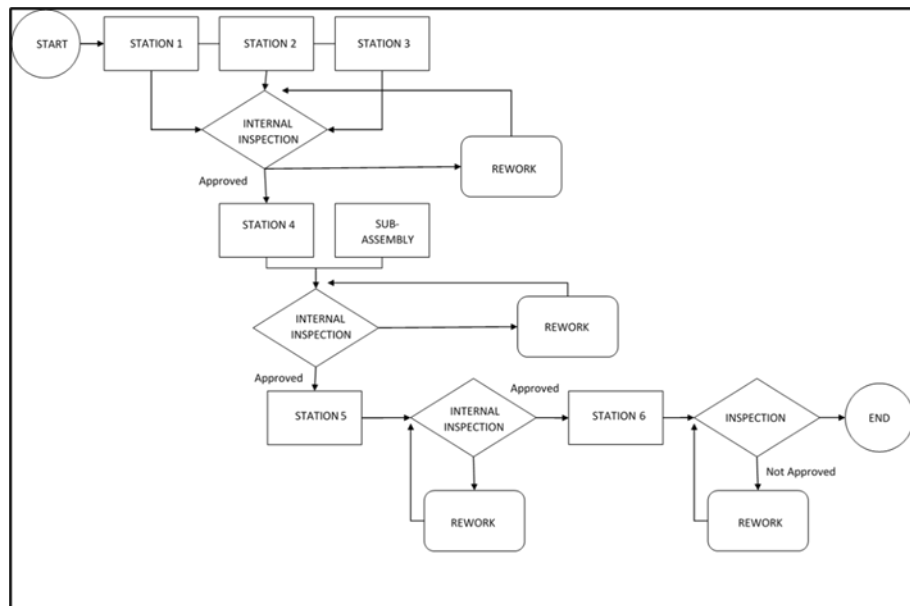 START
STATION 1
STATION 2
STATION 3
INTERNAL
INSPECTION
REWORK
Approved
STATION 4
SUB-
ASSEMBLY
INTERNAL
INSPECTION
REWORK
Approved
STATION 5
INTERNAL
INSPECTION
Approved
STATION 6
INSPECTION
END
Not Approved
REWORK
REWORK